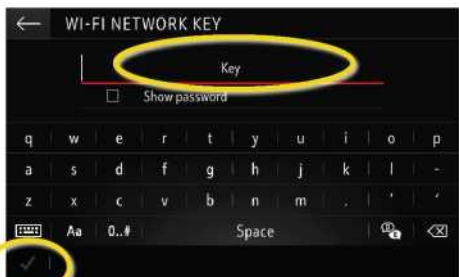 WI-FI NETWORK KEY
Key
Show password
q w e r t y u i o p
a s d f g h j k l -
z x c v b n m . ' ,
Aa 0..# Space